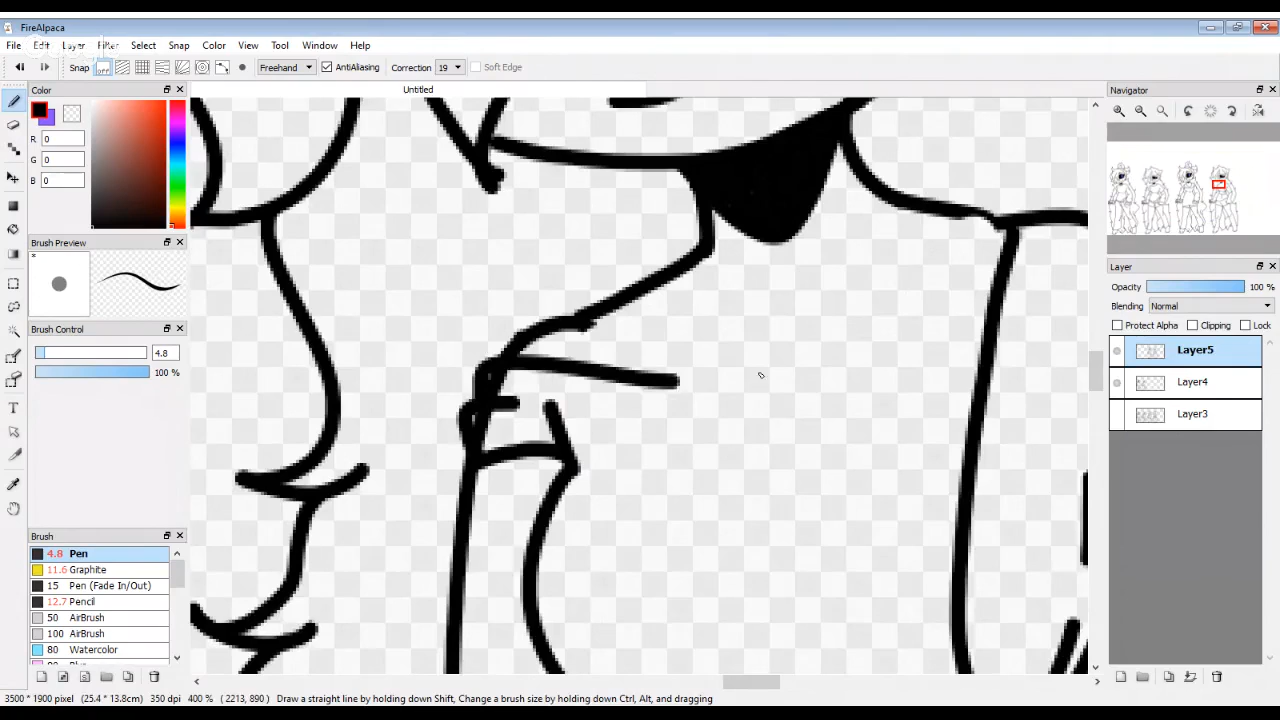 FireAlpaca
File Edit Layer Filter Select Snap Color View Tool Window Help
Snap off Freehand AntiAliasing Correction 19 Soft Edge
Untitled
Color
R 0
G 0
B 0
Brush Preview
Brush Control
4.8
100 %
Brush
4.8 Pen
11.6 Graphite
15 Pen (Fade In/Out)
12.7 Pencil
50 AirBrush
100 AirBrush
80 Watercolor
Navigator
Layer
Opacity 100 %
Blending Normal
Protect Alpha Clipping Lock
Layer5
Layer4
Layer3
3500 * 1900 pixel (25.4 * 13.8cm) 350 dpi 400 % ( 2213, 890 ) Draw a straight line by holding down Shift, Change a brush size by holding down Ctrl, Alt, and dragging